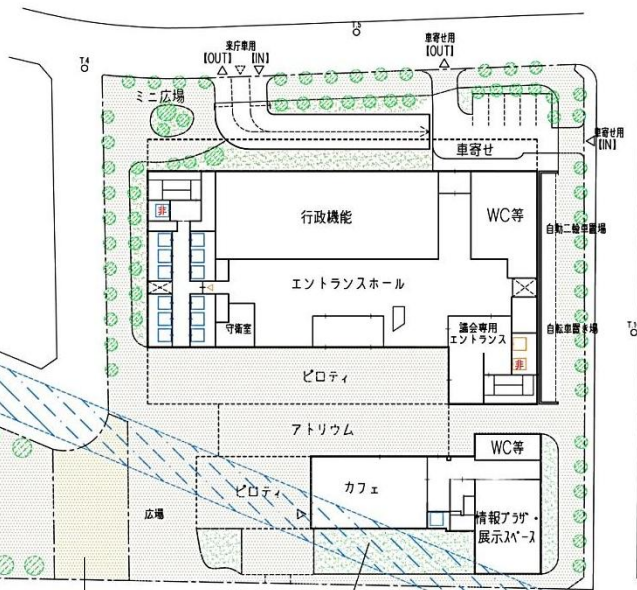 T.5
来庁車用
【OUT】【IN】
車寄せ用
【OUT】
T.4
ミニ広場
車寄せ用
【IN】
車寄せ
非
行政機能
WC等
自動二輪車置場
エントランスホール
守衛室
議会専用
エントランス
自転車置き場
T.1
非
ピロティ
アトリウム
WC等
ピロティ
カフェ
広場
情報プラザ・
展示スペース